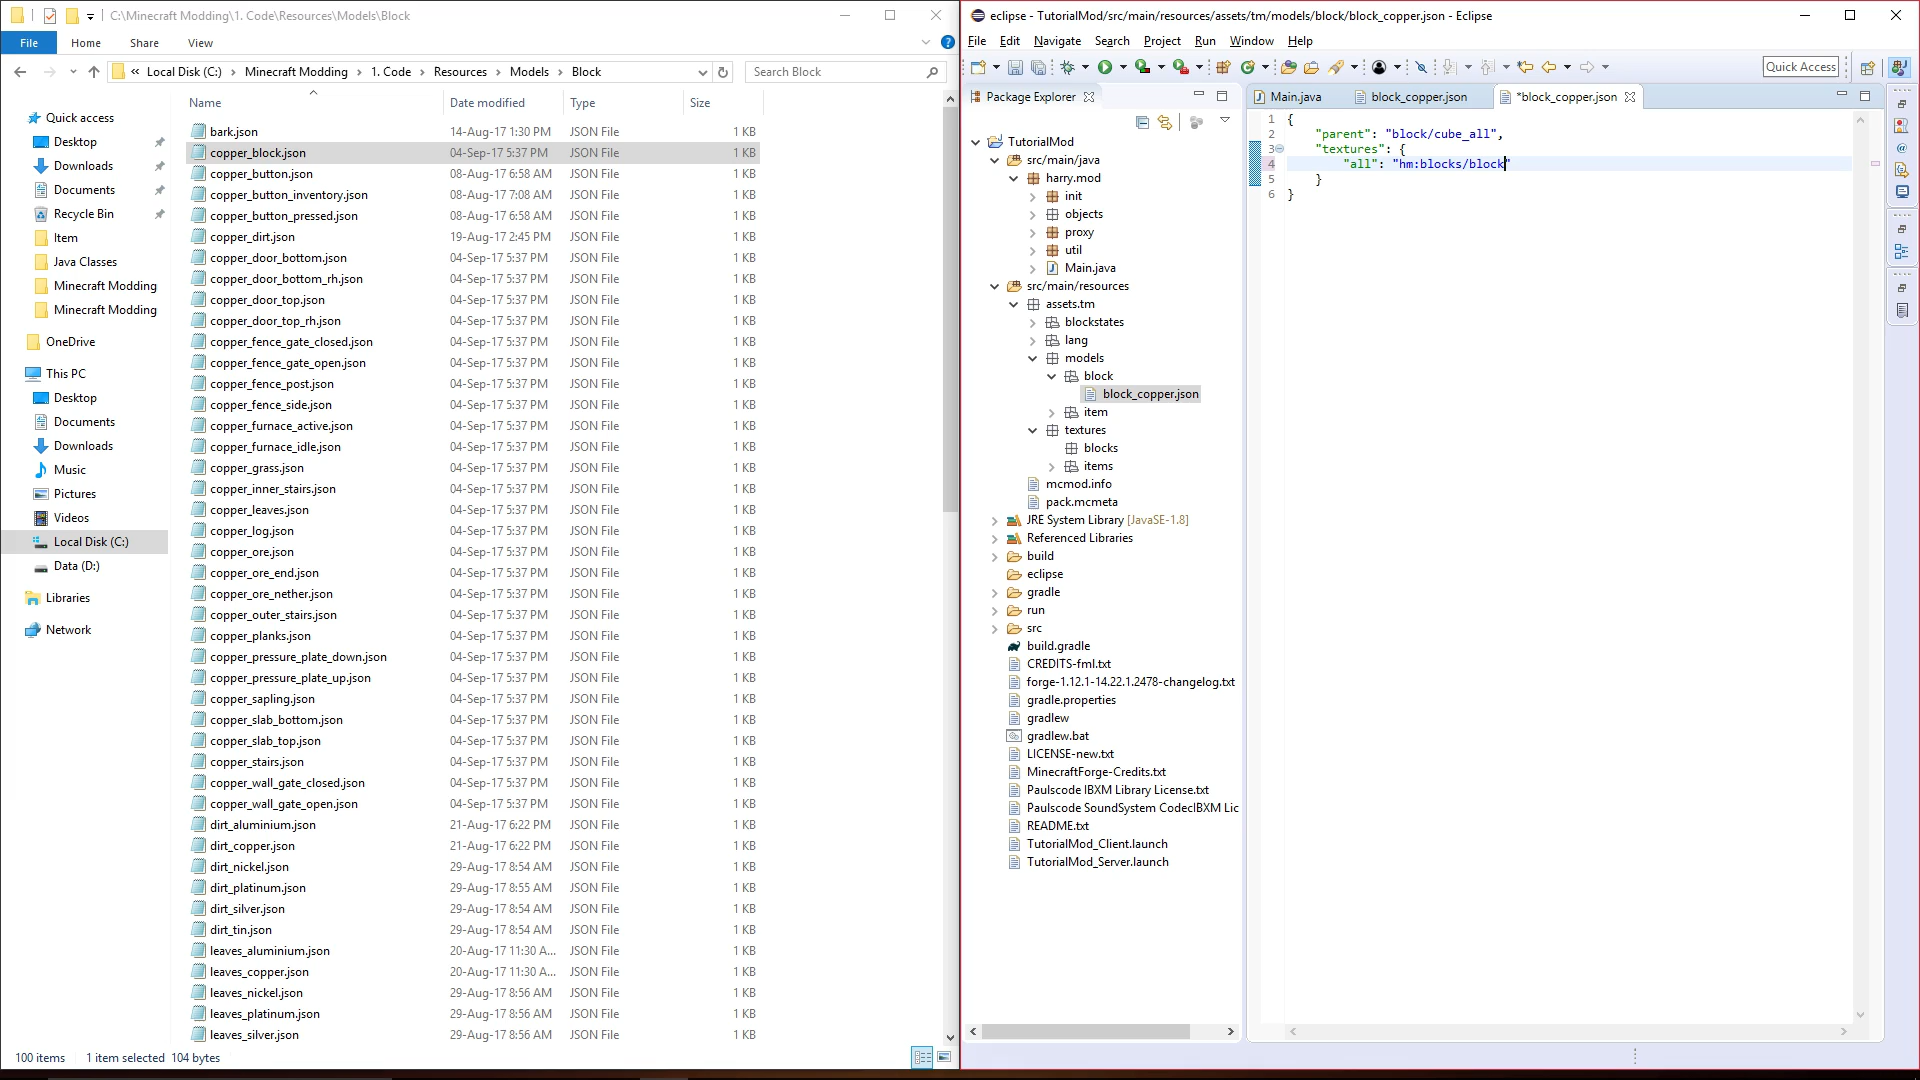 C:\Minecraft Modding\1. Code\Resources\Models\Block
File Home Share View
« Local Disk (C:) > Minecraft Modding > 1. Code > Resources > Models > Block
Search Block
Quick access
Desktop
Downloads
Documents
Recycle Bin
Item
Java Classes
Minecraft Modding
Minecraft Modding
OneDrive
This PC
Desktop
Documents
Downloads
Music
Pictures
Videos
Local Disk (C:)
Data (D:)
Libraries
Network
Name Date modified Type Size
bark.json 14-Aug-17 1:30 PM JSON File 1 KB
copper_block.json 04-Sep-17 5:37 PM JSON File 1 KB
copper_button.json 08-Aug-17 6:58 AM JSON File 1 KB
copper_button_inventory.json 08-Aug-17 7:08 AM JSON File 1 KB
copper_button_pressed.json 08-Aug-17 6:58 AM JSON File 1 KB
copper_dirt.json 19-Aug-17 2:45 PM JSON File 1 KB
copper_door_bottom.json 04-Sep-17 5:37 PM JSON File 1 KB
copper_door_bottom_rh.json 04-Sep-17 5:37 PM JSON File 1 KB
copper_door_top.json 04-Sep-17 5:37 PM JSON File 1 KB
copper_door_top_rh.json 04-Sep-17 5:37 PM JSON File 1 KB
copper_fence_gate_closed.json 04-Sep-17 5:37 PM JSON File 1 KB
copper_fence_gate_open.json 04-Sep-17 5:37 PM JSON File 1 KB
copper_fence_post.json 04-Sep-17 5:37 PM JSON File 1 KB
copper_fence_side.json 04-Sep-17 5:37 PM JSON File 1 KB
copper_furnace_active.json 04-Sep-17 5:37 PM JSON File 1 KB
copper_furnace_idle.json 04-Sep-17 5:37 PM JSON File 1 KB
copper_grass.json 04-Sep-17 5:37 PM JSON File 1 KB
copper_inner_stairs.json 04-Sep-17 5:37 PM JSON File 1 KB
copper_leaves.json 04-Sep-17 5:37 PM JSON File 1 KB
copper_log.json 04-Sep-17 5:37 PM JSON File 1 KB
copper_ore.json 04-Sep-17 5:37 PM JSON File 1 KB
copper_ore_end.json 04-Sep-17 5:37 PM JSON File 1 KB
copper_ore_nether.json 04-Sep-17 5:37 PM JSON File 1 KB
copper_outer_stairs.json 04-Sep-17 5:37 PM JSON File 1 KB
copper_planks.json 04-Sep-17 5:37 PM JSON File 1 KB
copper_pressure_plate_down.json 04-Sep-17 5:37 PM JSON File 1 KB
copper_pressure_plate_up.json 04-Sep-17 5:37 PM JSON File 1 KB
copper_sapling.json 04-Sep-17 5:37 PM JSON File 1 KB
copper_slab_bottom.json 04-Sep-17 5:37 PM JSON File 1 KB
copper_slab_top.json 04-Sep-17 5:37 PM JSON File 1 KB
copper_stairs.json 04-Sep-17 5:37 PM JSON File 1 KB
copper_wall_gate_closed.json 04-Sep-17 5:37 PM JSON File 1 KB
copper_wall_gate_open.json 04-Sep-17 5:37 PM JSON File 1 KB
dirt_aluminium.json 21-Aug-17 6:22 PM JSON File 1 KB
dirt_copper.json 21-Aug-17 6:22 PM JSON File 1 KB
dirt_nickel.json 29-Aug-17 8:54 AM JSON File 1 KB
dirt_platinum.json 29-Aug-17 8:55 AM JSON File 1 KB
dirt_silver.json 29-Aug-17 8:54 AM JSON File 1 KB
dirt_tin.json 29-Aug-17 8:54 AM JSON File 1 KB
leaves_aluminium.json 20-Aug-17 11:30 A... JSON File 1 KB
leaves_copper.json 20-Aug-17 11:30 A... JSON File 1 KB
leaves_nickel.json 29-Aug-17 8:56 AM JSON File 1 KB
leaves_platinum.json 29-Aug-17 8:56 AM JSON File 1 KB
leaves_silver.json 29-Aug-17 8:56 AM JSON File 1 KB
100 items 1 item selected 104 bytes
eclipse - TutorialMod/src/main/resources/assets/tm/models/block/block_copper.json - Eclipse
File Edit Navigate Search Project Run Window Help
Quick Access
Package Explorer
TutorialMod
src/main/java
harry.mod
init
objects
proxy
util
Main.java
src/main/resources
assets.tm
blockstates
lang
models
block
block_copper.json
item
textures
blocks
items
mcmod.info
pack.mcmeta
JRE System Library [JavaSE-1.8]
Referenced Libraries
build
eclipse
gradle
run
src
build.gradle
CREDITS-fml.txt
forge-1.12.1-14.22.1.2478-changelog.txt
gradle.properties
gradlew
gradlew.bat
LICENSE-new.txt
MinecraftForge-Credits.txt
Paulscode IBXM Library License.txt
Paulscode SoundSystem CodecIBXM Lic
README.txt
TutorialMod_Client.launch
TutorialMod_Server.launch
Main.java block_copper.json *block_copper.json
1 {
2 "parent": "block/cube_all",
3 "textures": {
4 "all": "hm:blocks/block"
5 }
6 }